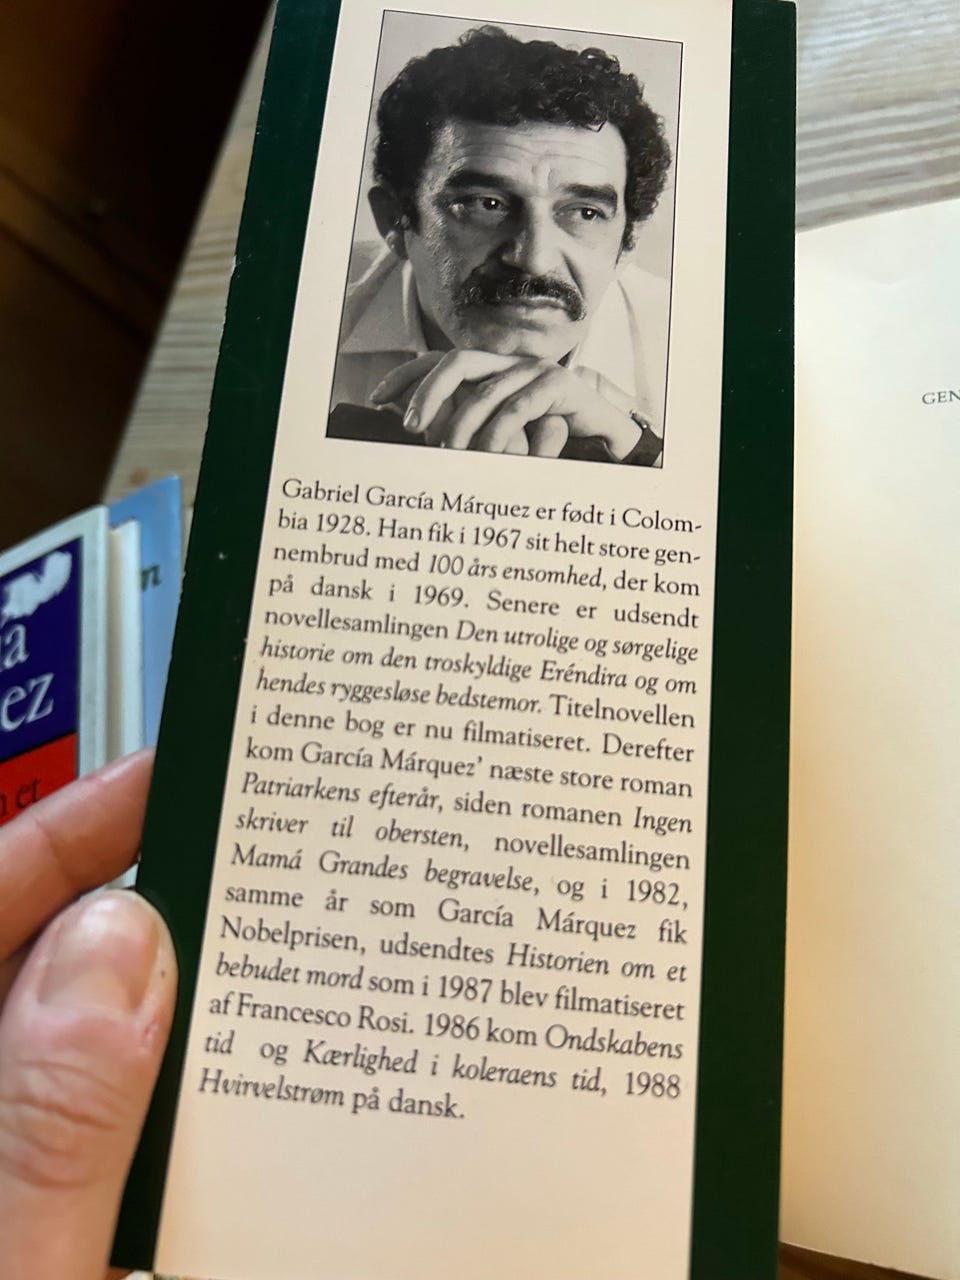 Gabriel García Márquez er født i Colom-
bia 1928. Han fik i 1967 sit helt store gen-
nembrud med 100 års ensomhed, der kom
på dansk i 1969. Senere er udsendt
novellesamlingen Den utrolige og sørgelige
historie om den troskyldige Eréndira og om
hendes ryggesløse bedstemor. Titelnovellen
i denne bog er nu filmatiseret. Derefter
kom García Márquez’ næste store roman
Patriarkens efterår, siden romanen Ingen
skriver til obersten, novellesamlingen
Mamá Grandes begravelse, og i 1982,
samme år som García Márquez fik
Nobelprisen, udsendtes Historien om et
bebudet mord som i 1987 blev filmatiseret
af Francesco Rosi. 1986 kom Ondskabens
tid og Kærlighed i koleraens tid, 1988
Hvirvelstrøm på dansk.
GEN
ez
et